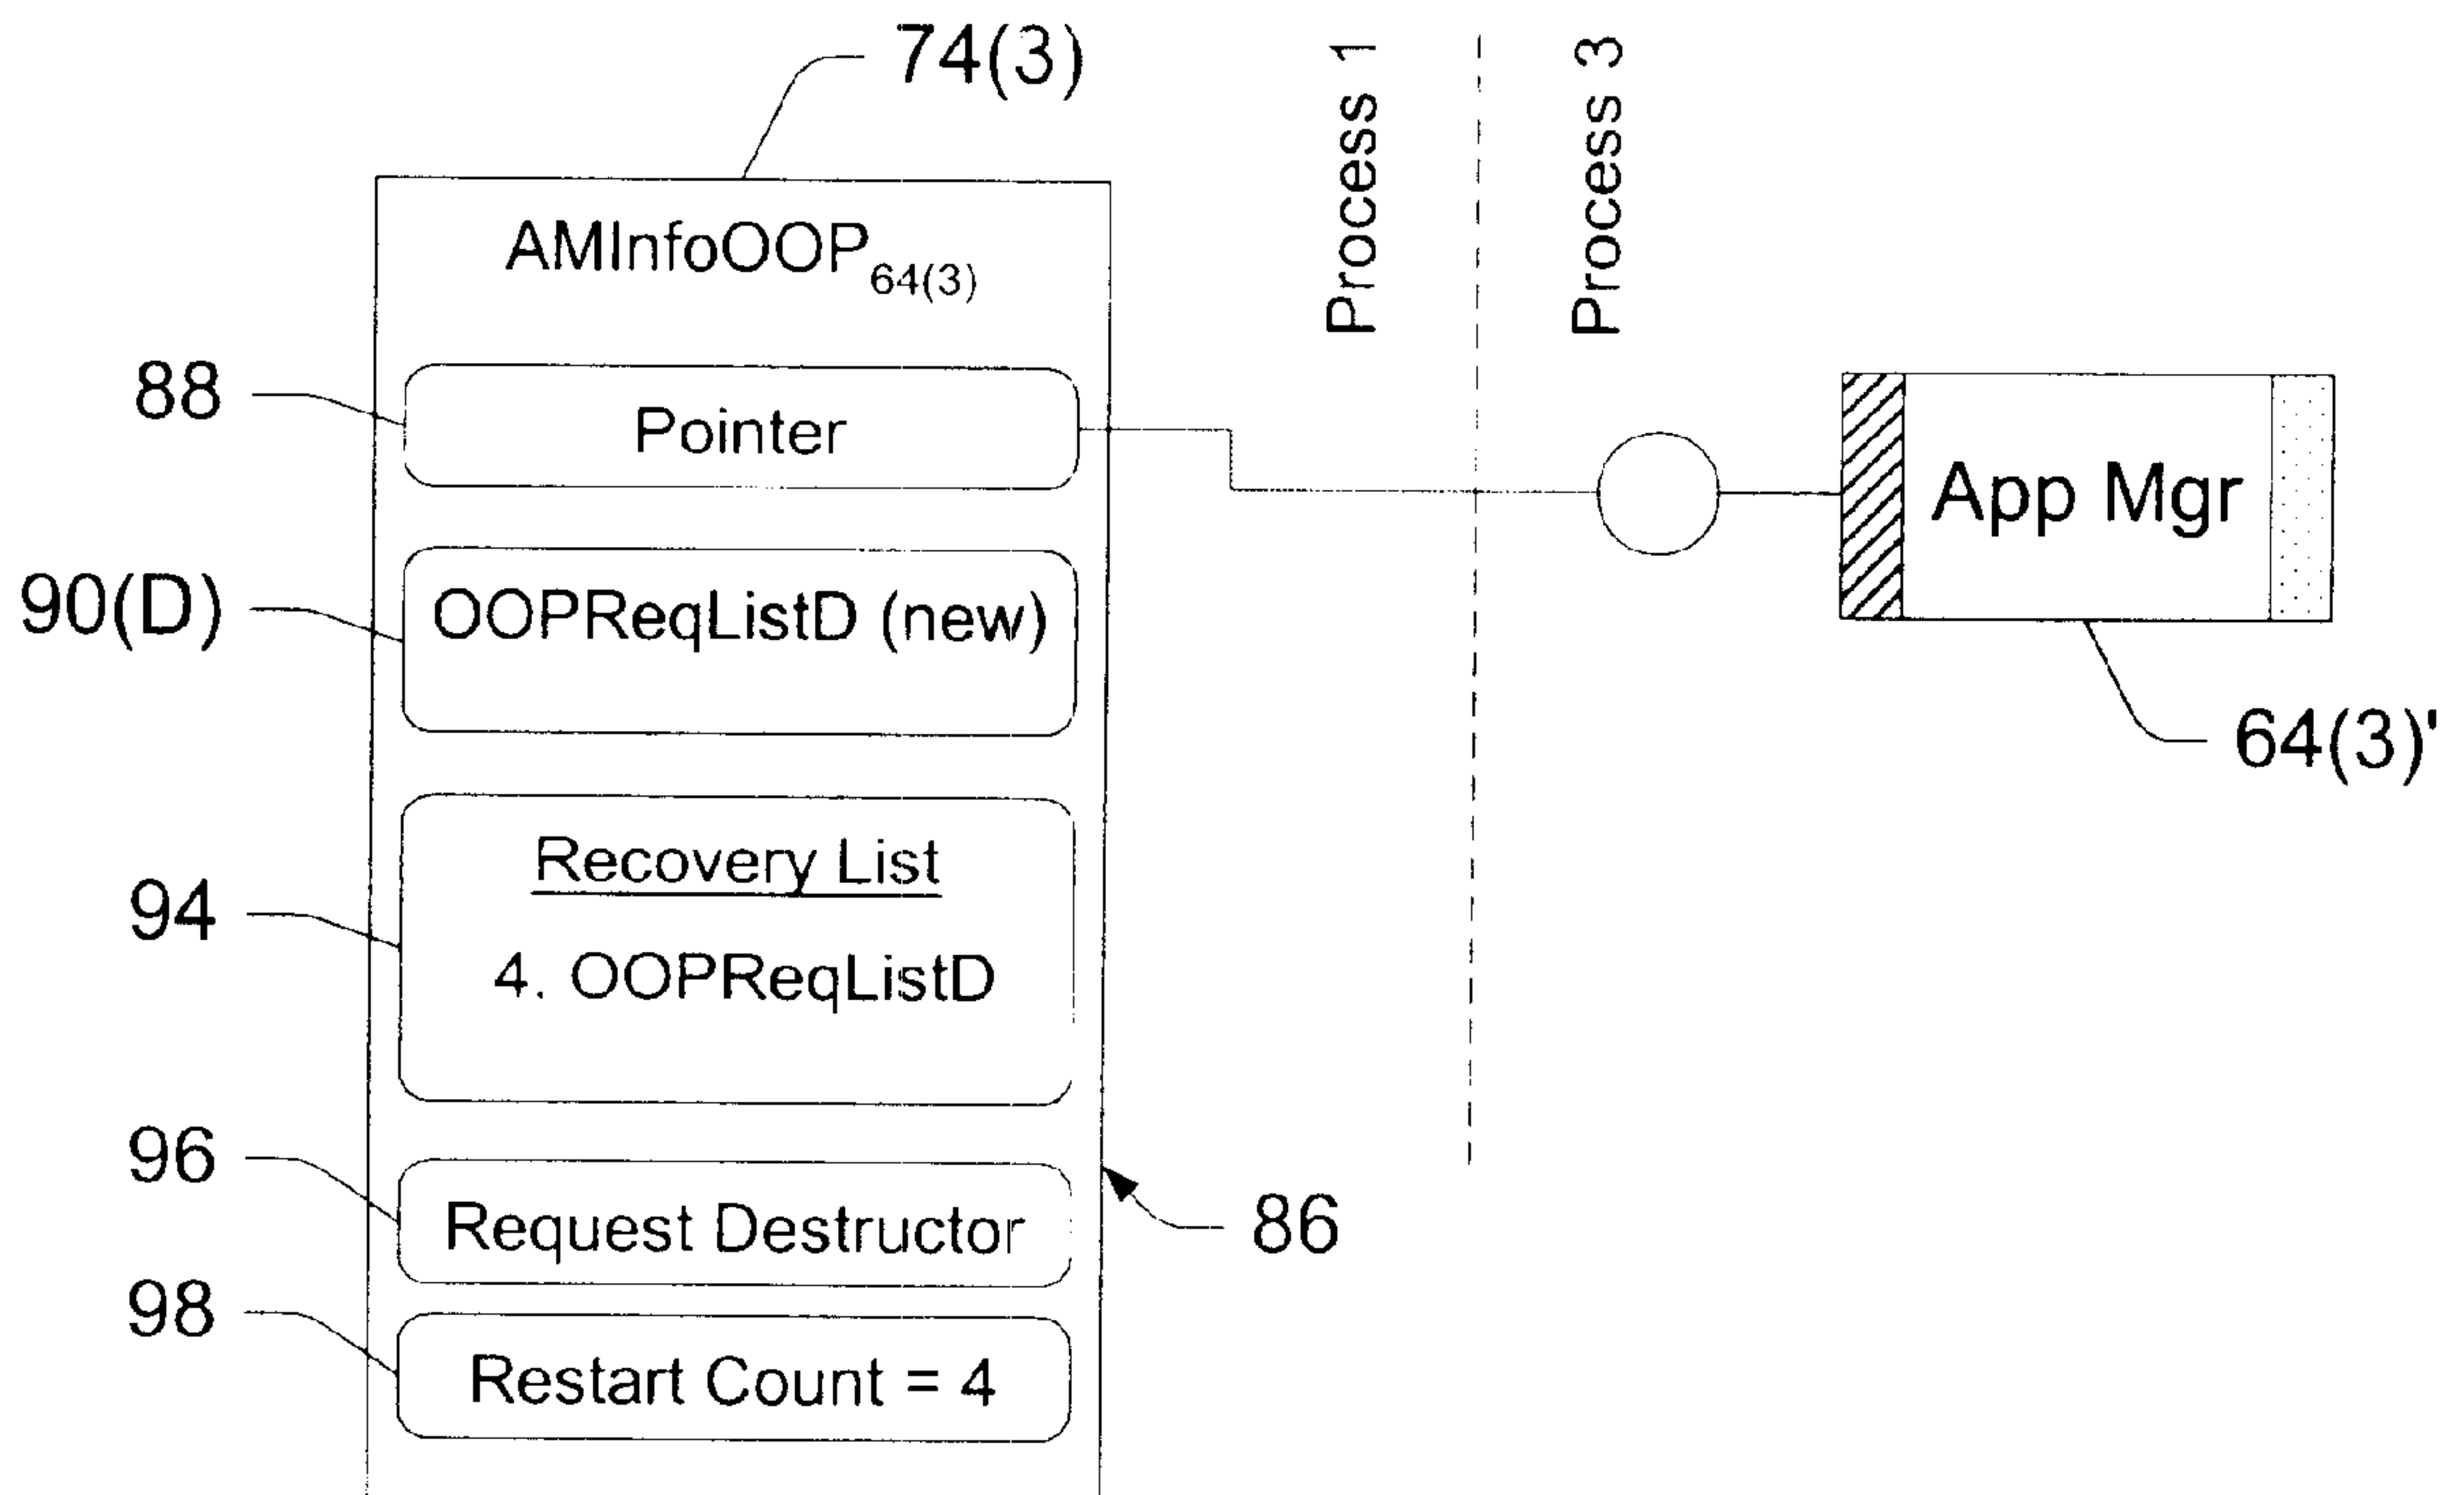 74(3)
Process 1
Process 3
AMInfoOOP64(3)
88
Pointer
App Mgr
90(D)
OOPReqListD (new)
64(3)'
94
Recovery List
4. OOPReqListD
96
Request Destructor
86
98
Restart Count = 4